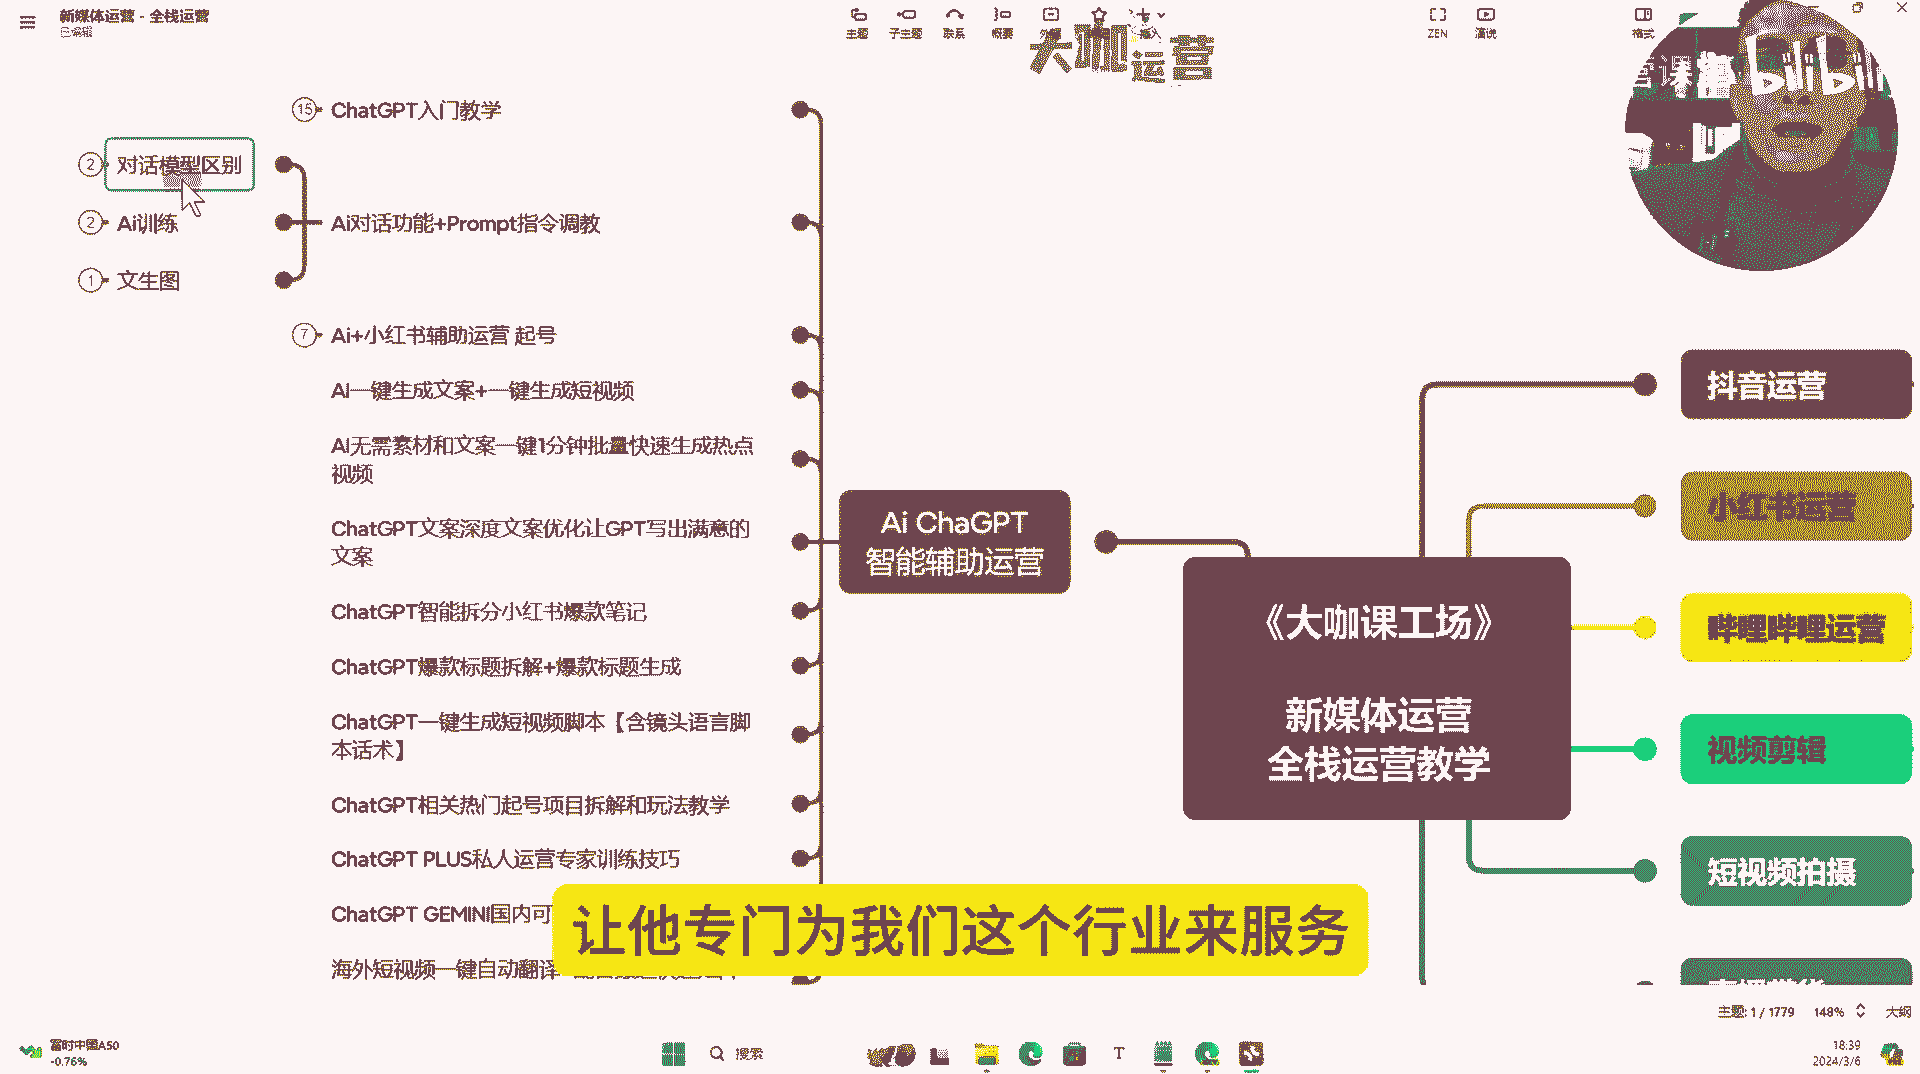 新媒体运营 - 全栈运营
已编辑
主题
子主题
联系
概要
插入
ZEN
演说
格式
大咖运营
营课
bilibili
15
ChatGPT入门教学
2
对话模型区别
2
Ai训练
Ai对话功能+Prompt指令调教
1
文生图
7
Ai+小红书辅助运营 起号
AI一键生成文案+一键生成短视频
AI无需素材和文案一键1分钟批量快速生成热点
视频
ChatGPT文案深度文案优化让GPT写出满意的
文案
ChatGPT智能拆分小红书爆款笔记
ChatGPT爆款标题拆解+爆款标题生成
ChatGPT一键生成短视频脚本【含镜头语言脚
本话术】
ChatGPT相关热门起号项目拆解和玩法教学
ChatGPT PLUS私人运营专家训练技巧
ChatGPT GEMINI国内可
海外短视频一键自动翻译
Ai ChaGPT
智能辅助运营
《大咖课工场》
新媒体运营
全栈运营教学
抖音运营
小红书运营
哔哩哔哩运营
视频剪辑
短视频拍摄
让他专门为我们这个行业来服务
主题: 1 / 1779
148%
大纲
富时中国A50
-0.76%
搜索
18:39
2024/3/6